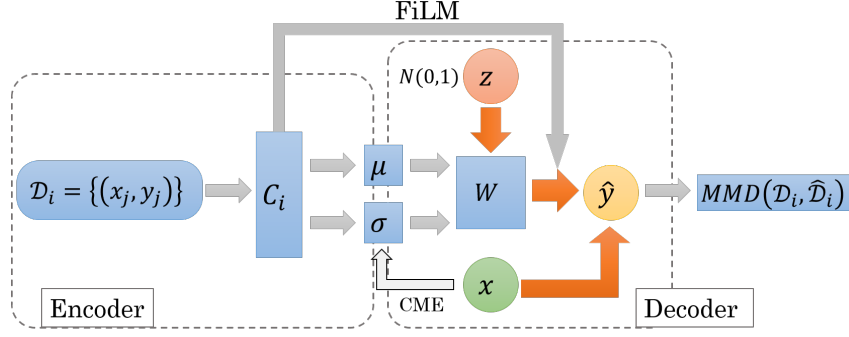 FiLM
N(0,1)
z
𝒟ᵢ = {(xⱼ, yⱼ)}
Cᵢ
μ
σ
W
ŷ
MMD(𝒟ᵢ, 𝒟̂ᵢ)
x
CME
Encoder
Decoder